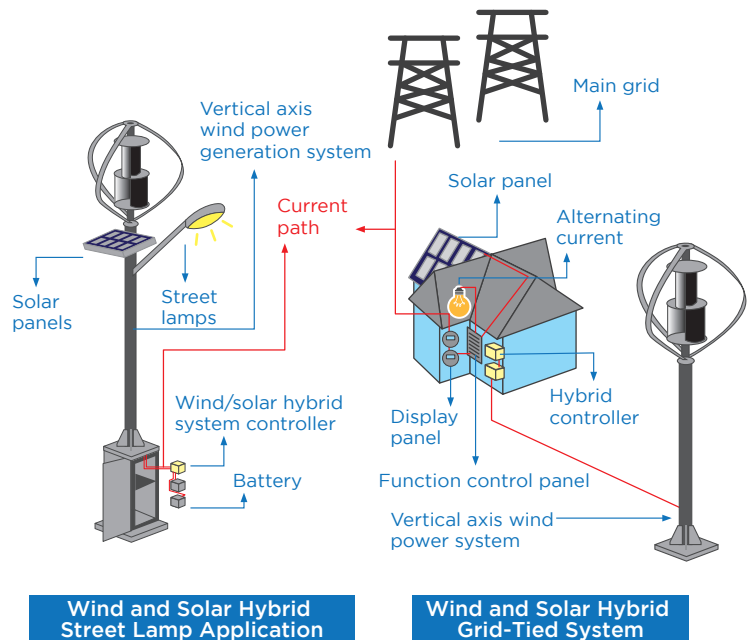 Vertical axis
wind power
generation system
Current
path
Solar
panels
Street
lamps
Wind/solar hybrid
system controller
Battery
Wind and Solar Hybrid
Street Lamp Application
Main grid
Solar panel
Alternating
current
Display
panel
Hybrid
controller
Function control panel
Vertical axis wind
power system
Wind and Solar Hybrid
Grid-Tied System